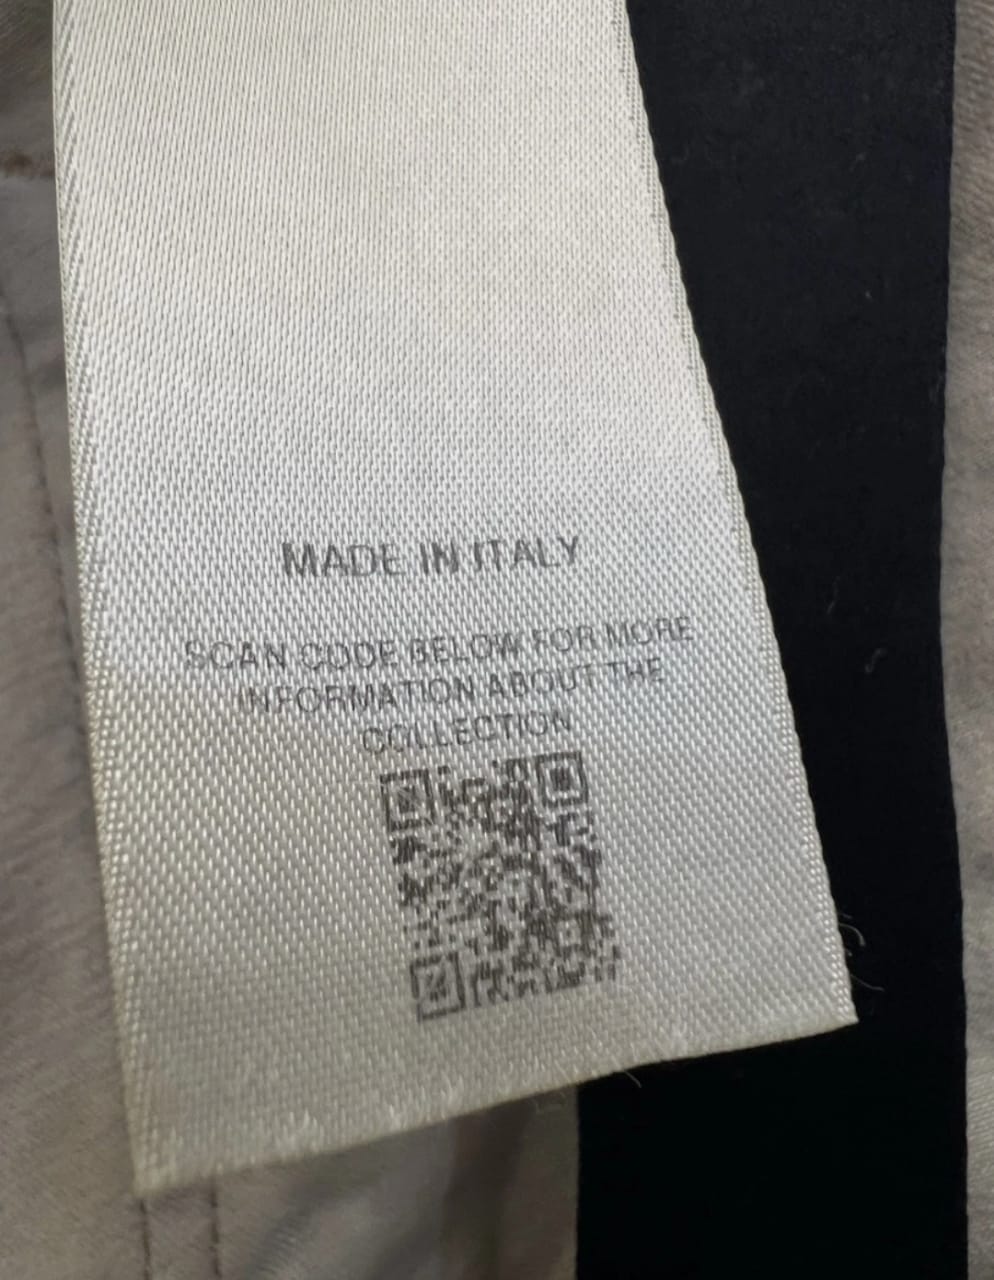 MADE IN ITALY
SCAN CODE BELOW FOR MORE
INFORMATION ABOUT THE
COLLECTION